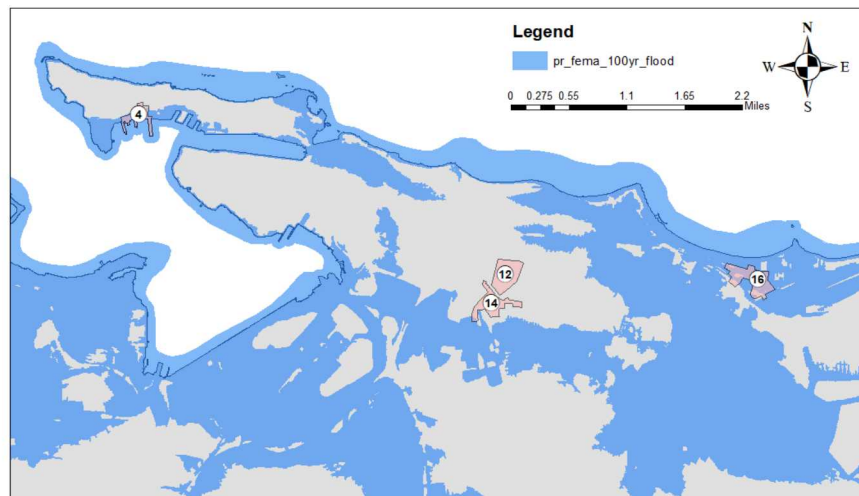 Legend
pr_fema_100yr_flood
N
W E
S
0 0.275 0.55 1.1 1.65 2.2
Miles
4
12
14
16